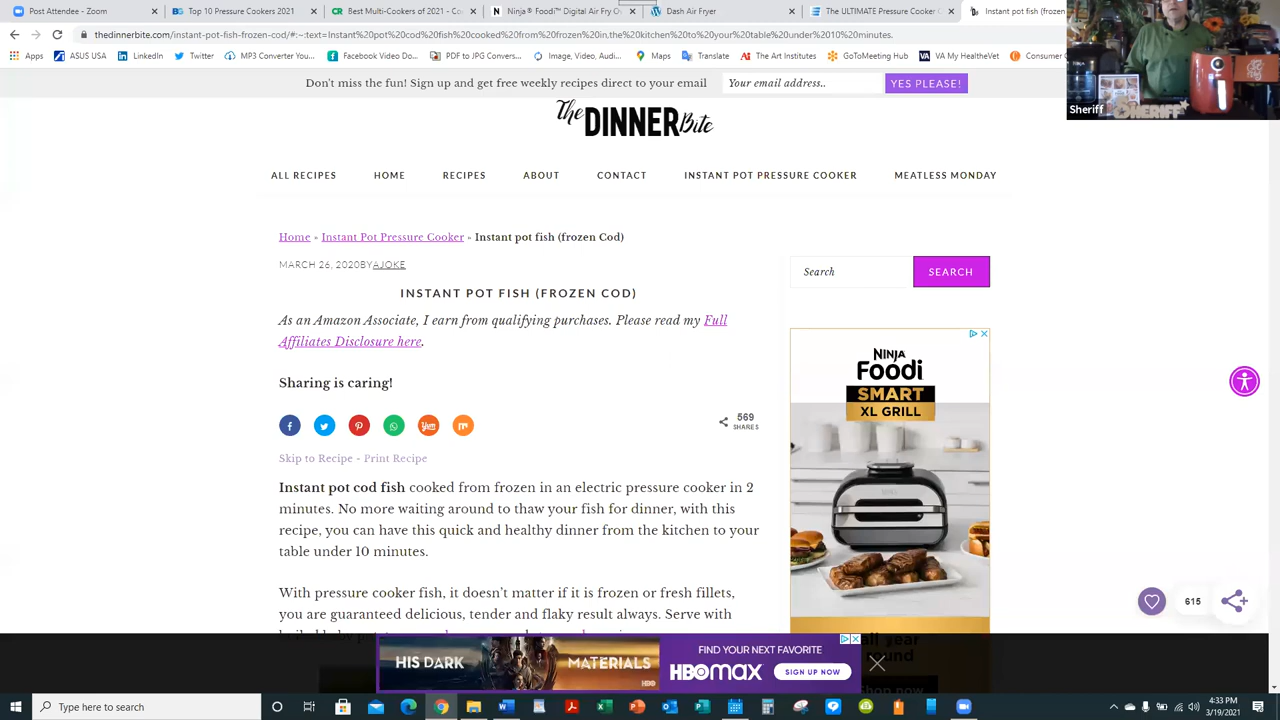 Post Attendee - Zoom
Top 10 Pressure Cookers 2021
Best Multi Cookers of 2021 - Co
Ninja® Foodi™ Digital Air Fry O
Dash Air Fryer
The ULTIMATE Pressure Cooker C
Instant pot fish (frozen
thedinnerbite.com/instant-pot-fish-frozen-cod/#:~:text=Instant%20pot%20cod%20fish%20cooked%20from%20frozen%20in,the%20kitchen%20to%20your%20table%20under%2010%20minutes.
Apps
ASUS USA
LinkedIn
Twitter
MP3 Converter You...
Facebook Video Do...
PDF to JPG Convers...
Image, Video, Audi...
Maps
Translate
The Art Institutes
GoToMeeting Hub
VA My HealtheVet
Consumer
Don't miss a recipe! Sign up and get free weekly recipes direct to your email
Your email address..
YES PLEASE!
Sheriff
SHERIFF
The DINNER Bite
ALL RECIPES HOME RECIPES ABOUT CONTACT INSTANT POT PRESSURE COOKER MEATLESS MONDAY
Home » Instant Pot Pressure Cooker » Instant pot fish (frozen Cod)
MARCH 26, 2020 BY AJOKE
Search
SEARCH
INSTANT POT FISH (FROZEN COD)
As an Amazon Associate, I earn from qualifying purchases. Please read my Full
Affiliates Disclosure here.
Sharing is caring!
569
SHARES
Skip to Recipe - Print Recipe
Instant pot cod fish cooked from frozen in an electric pressure cooker in 2
minutes. No more waiting around to thaw your fish for dinner, with this
recipe, you can have this quick and healthy dinner from the kitchen to your
table under 10 minutes.
With pressure cooker fish, it doesn't matter if it is frozen or fresh fillets,
you are guaranteed delicious, tender and flaky result always. Serve with
NINJA
Foodi
SMART
XL GRILL
all year
round
Shop now
615
HIS DARK MATERIALS
HBO
FIND YOUR NEXT FAVORITE
HBOMAX
SIGN UP NOW
Type here to search
4:33 PM
3/19/2021